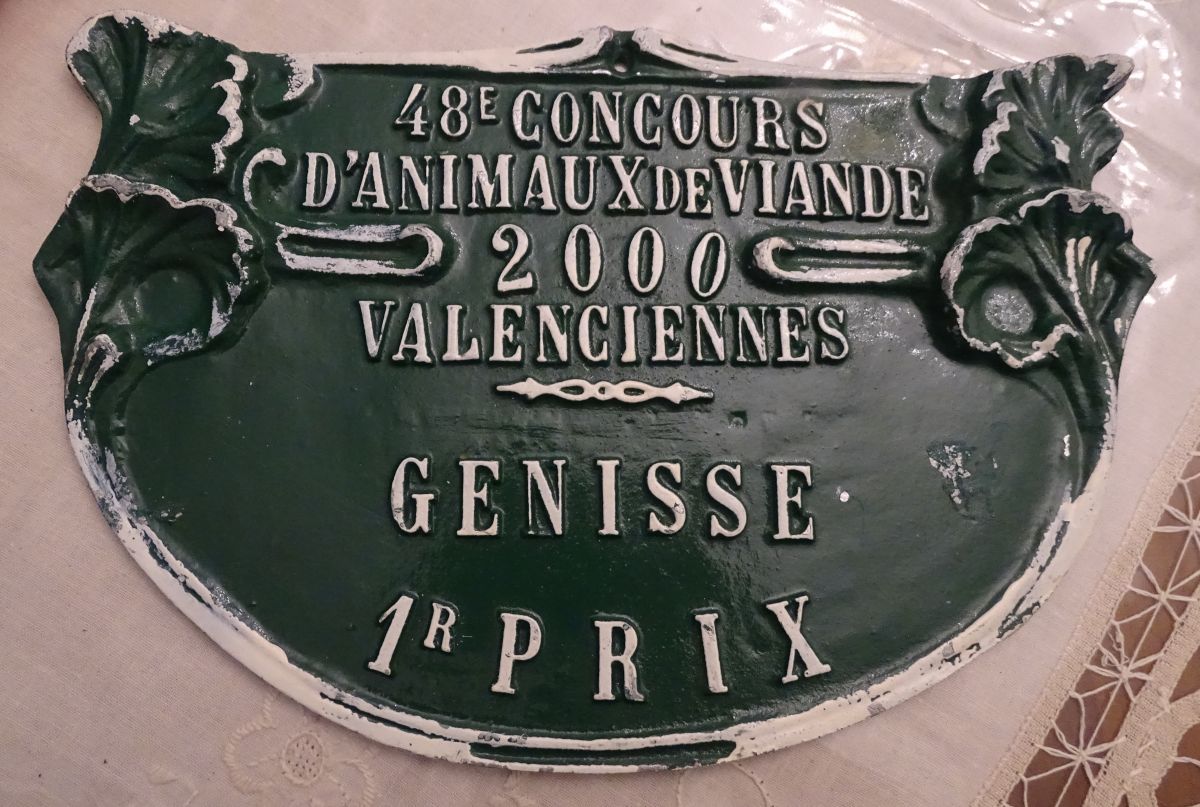 48E CONCOURS
D'ANIMAUX DE VIANDE
2000
VALENCIENNES
GENISSE
1R PRIX